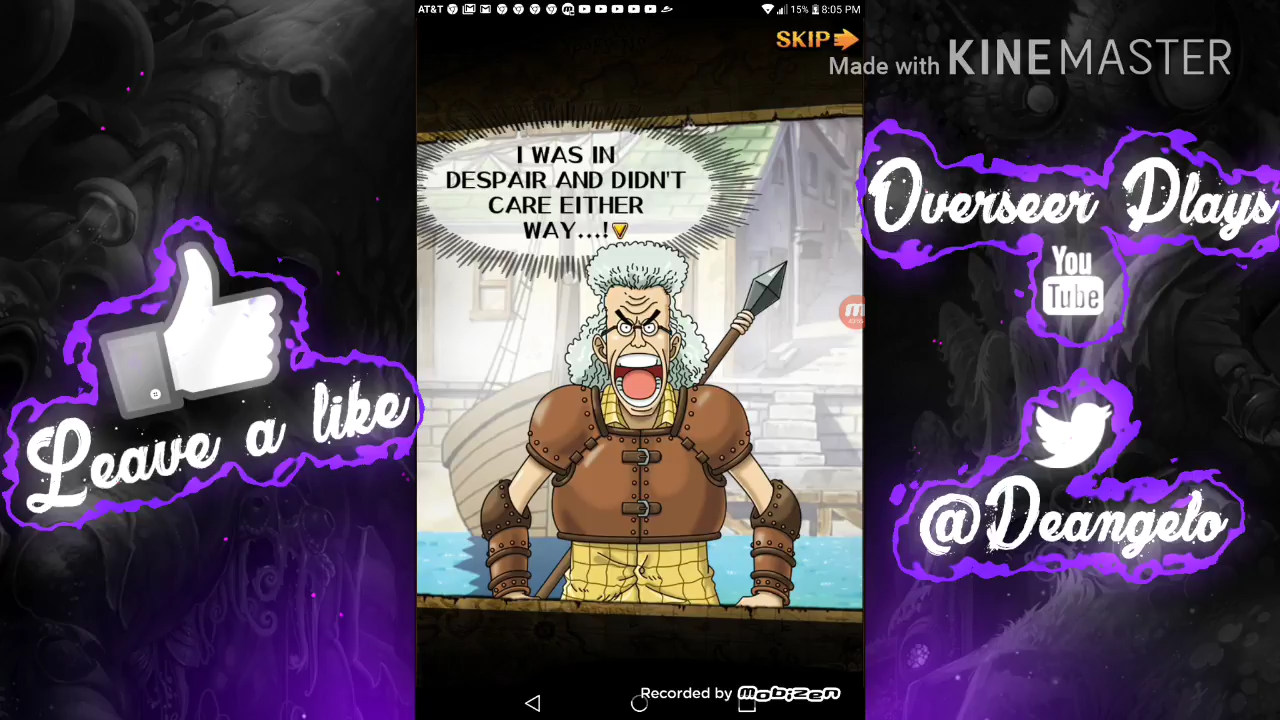 AT&T
15%
8:05 PM
SKIP
Made with KINEMASTER
I WAS IN
DESPAIR AND DIDN'T
CARE EITHER
WAY...!
Overseer Plays
You
Tube
Leave a like
@Deangelo
Recorded by mobizen